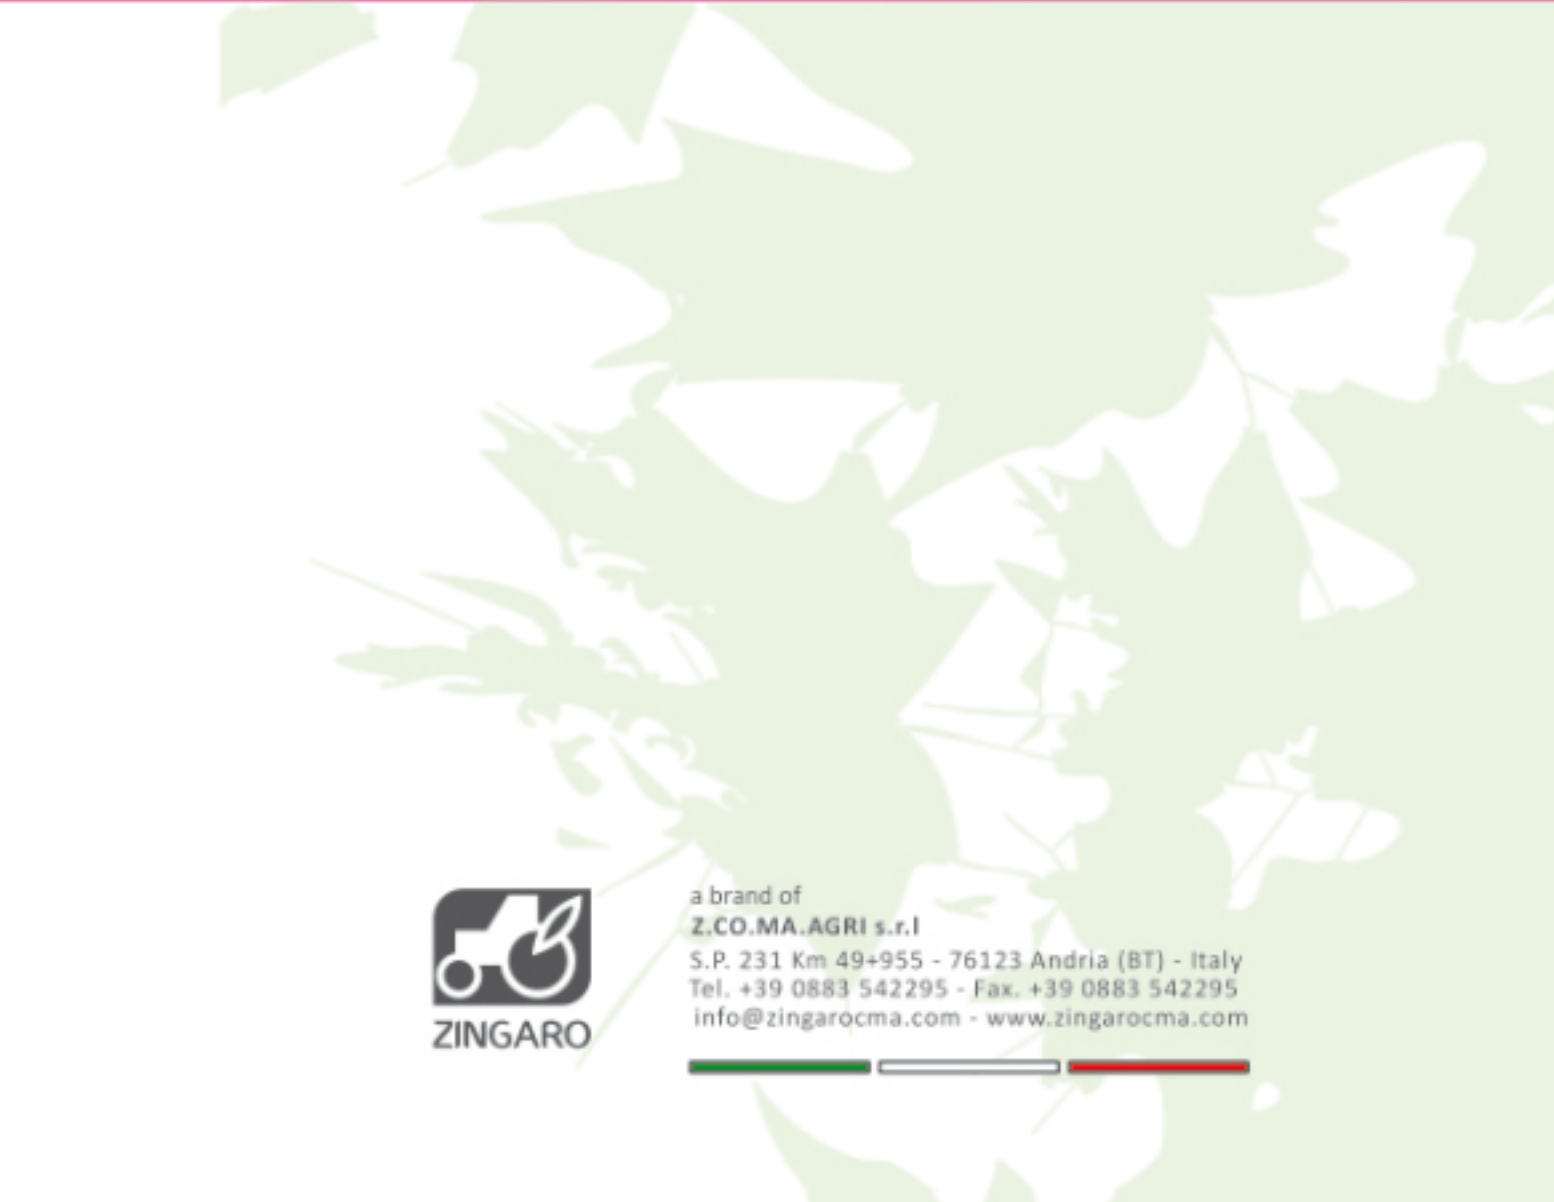 a brand of
Z.CO.MA.AGRI s.r.l
S.P. 231 Km 49+955 - 76123 Andria (BT) - Italy
Tel. +39 0883 542295 - Fax. +39 0883 542295
info@zingarocma.com - www.zingarocma.com
ZINGARO